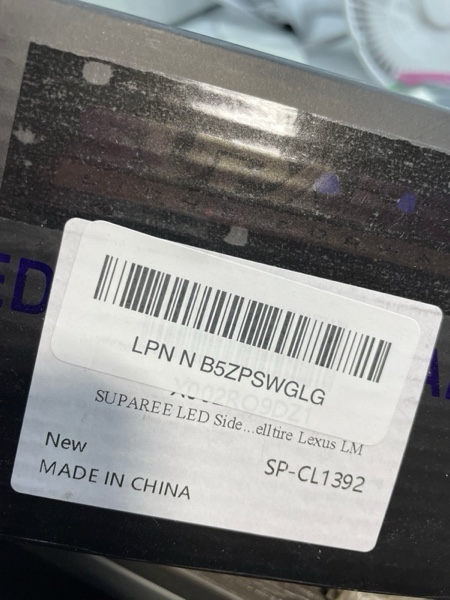 LPN N B5ZPSWGLG
SUPAREE LED Side...elltire Lexus LM
New
SP-CL1392
MADE IN CHINA